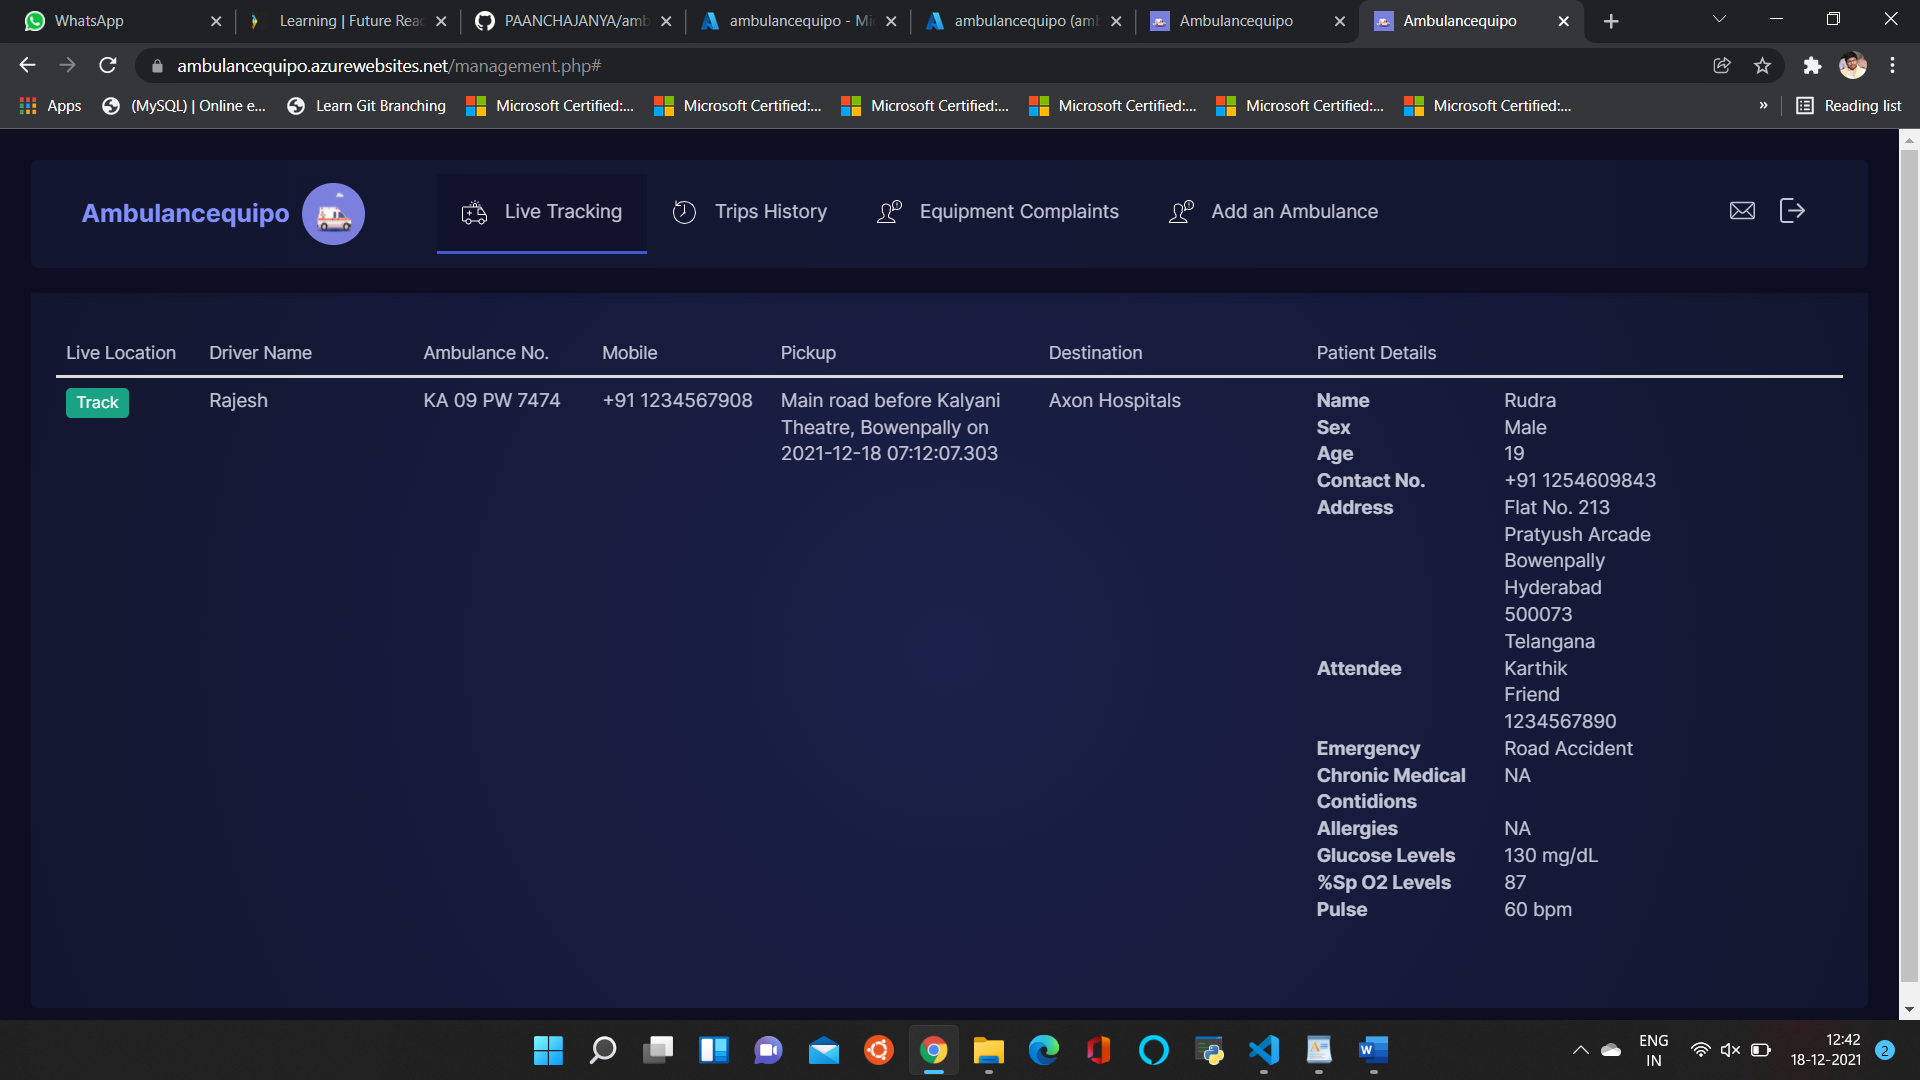 WhatsApp
Learning | Future Read
PAANCHAJANYA/amb
ambulancequipo - Mi
ambulancequipo (amb
Ambulancequipo
Ambulancequipo
ambulancequipo.azurewebsites.net/management.php#
Apps
(MySQL) | Online e...
Learn Git Branching
Microsoft Certified:...
Microsoft Certified:...
Microsoft Certified:...
Microsoft Certified:...
Microsoft Certified:...
Microsoft Certified:...
»
Reading list
Ambulancequipo
Live Tracking
Trips History
Equipment Complaints
Add an Ambulance
Live Location Driver Name Ambulance No. Mobile Pickup Destination Patient Details
Track Rajesh KA 09 PW 7474 +91 1234567908 Main road before Kalyani Axon Hospitals
Theatre, Bowenpally on
2021-12-18 07:12:07.303
Name Rudra
Sex Male
Age 19
Contact No. +91 1254609843
Address Flat No. 213
Pratyush Arcade
Bowenpally
Hyderabad
500073
Telangana
Attendee Karthik
Friend
1234567890
Emergency Road Accident
Chronic Medical NA
Contidions
Allergies NA
Glucose Levels 130 mg/dL
%Sp O2 Levels 87
Pulse 60 bpm
ENG
IN
12:42
18-12-2021
2